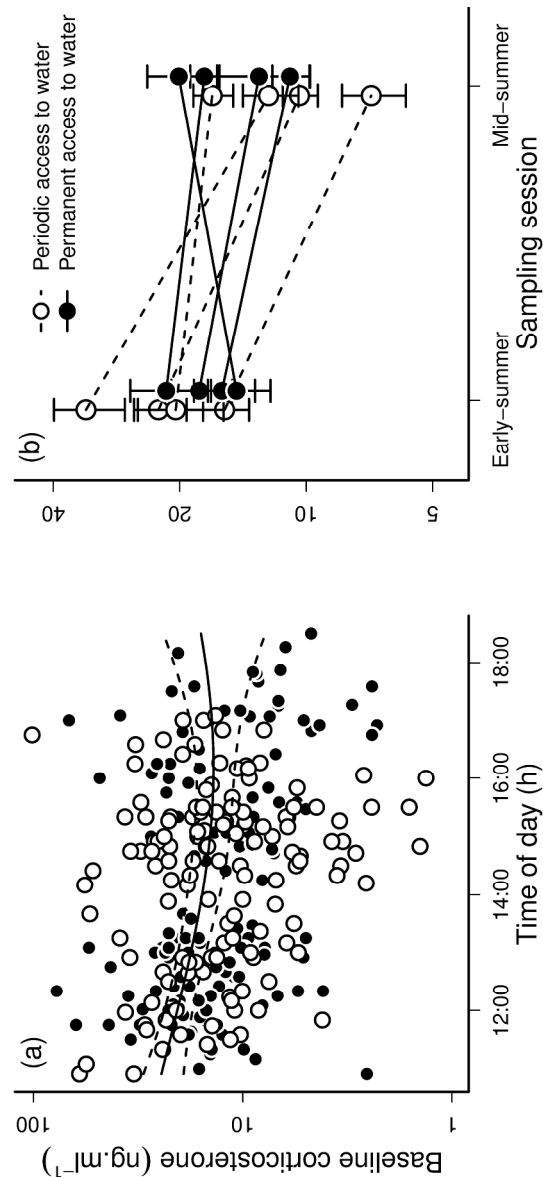 (a)
Baseline corticosterone (ng.ml⁻¹)
100
10
1
12:00
14:00
16:00
18:00
Time of day (h)
(b)
Periodic access to water
Permanent access to water
40
20
10
5
Early−summer
Mid−summer
Sampling session